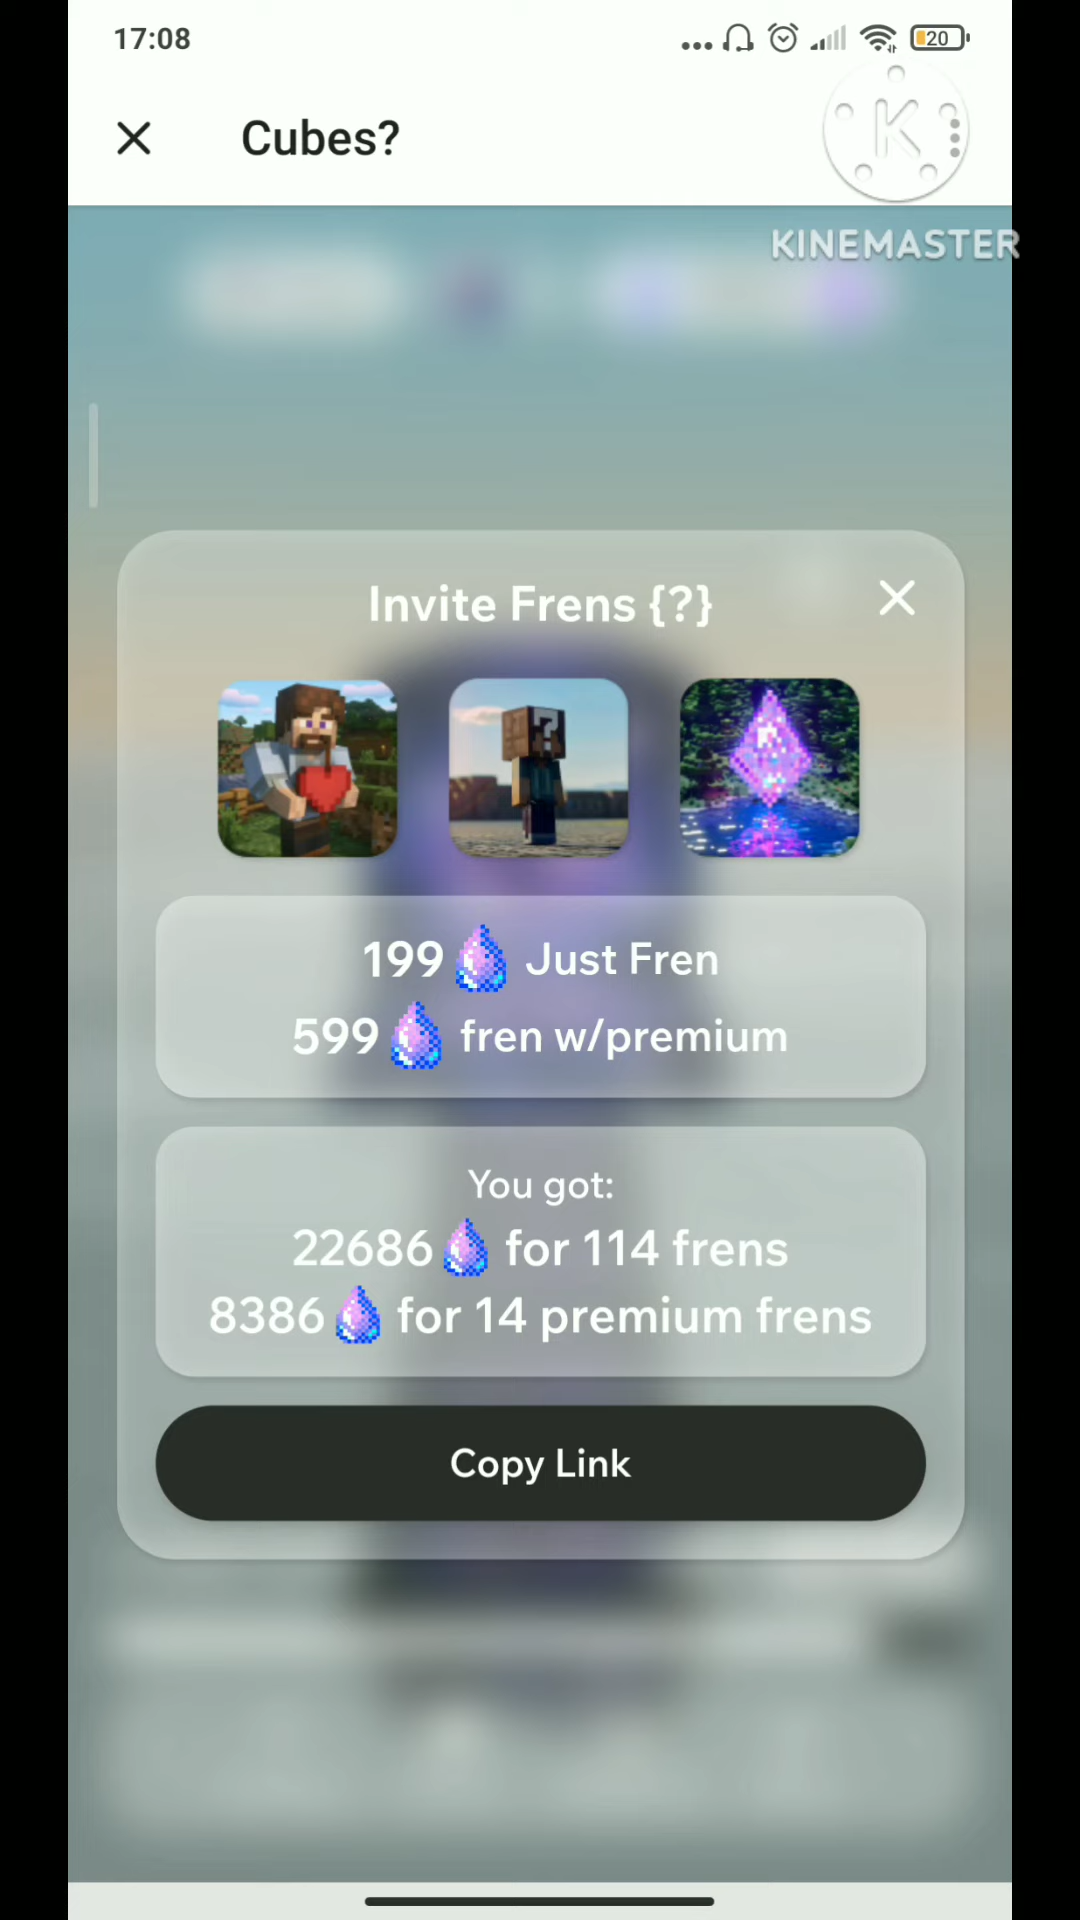 17:08
20
Cubes?
K
KINEMASTER
Invite Frens {?}
?
199 Just Fren
599 fren w/premium
You got:
22686 for 114 frens
8386 for 14 premium frens
Copy Link